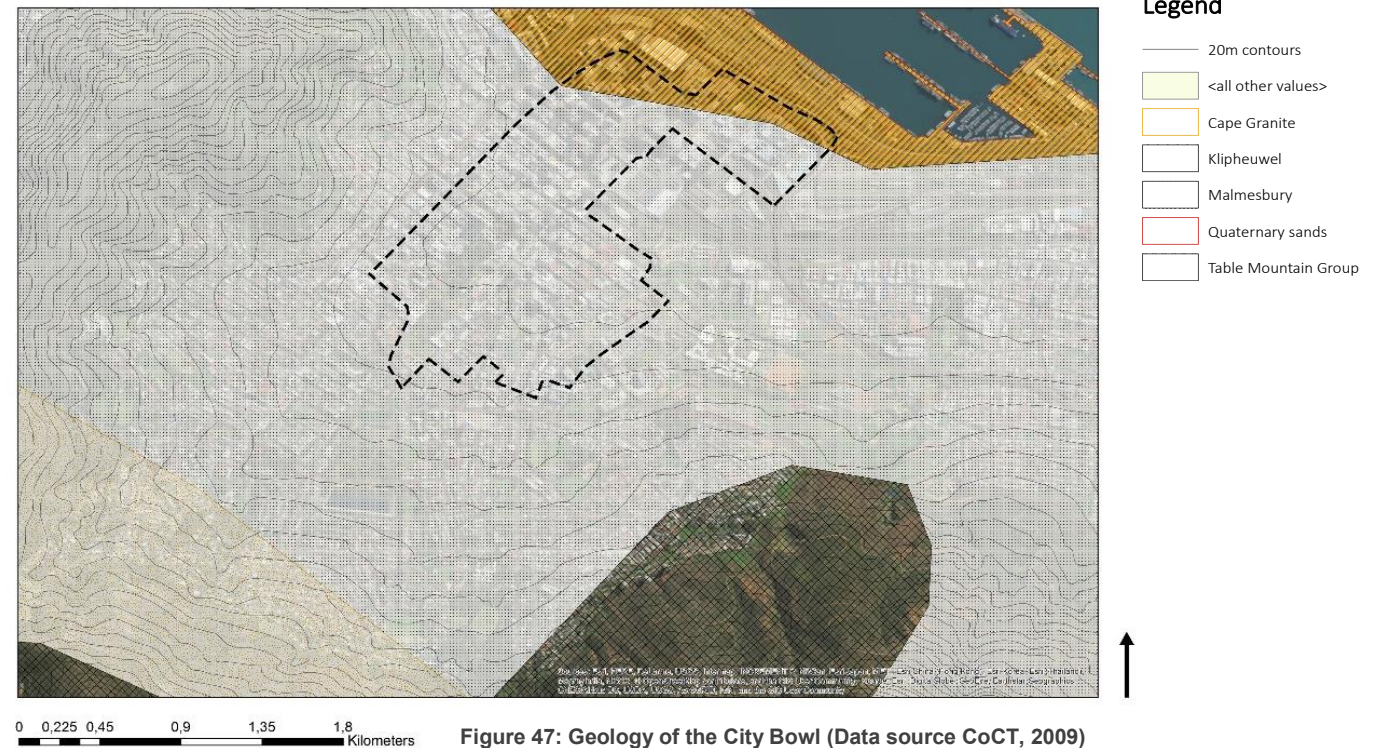 Legend
20m contours
<all other values>
Cape Granite
Klipheuwel
Malmesbury
Quaternary sands
Table Mountain Group
0 0,225 0,45 0,9 1,35 1,8
Kilometers
Figure 47: Geology of the City Bowl (Data source CoCT, 2009)